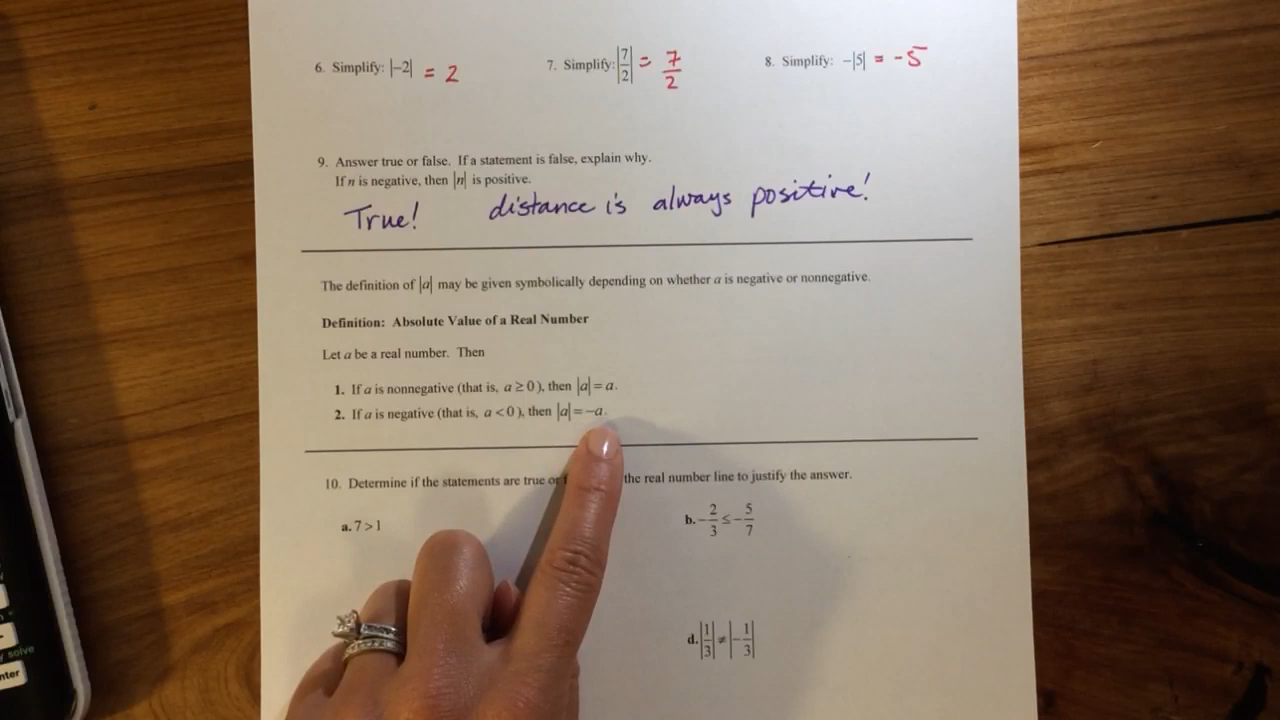 6. Simplify: |−2| = 2 7. Simplify: |7/2| = 7/2 8. Simplify: −|5| = -5
9. Answer true or false. If a statement is false, explain why.
If n is negative, then |n| is positive.
True! distance is always positive!
The definition of |a| may be given symbolically depending on whether a is negative or nonnegative.
Definition: Absolute Value of a Real Number
Let a be a real number. Then
1. If a is nonnegative (that is, a ≥ 0), then |a| = a.
2. If a is negative (that is, a < 0), then |a| = −a.
10. Determine if the statements are true or the real number line to justify the answer.
a. 7 > 1 b. −2/3 ≤ −5/7
d. |1/3| ≠ |−1/3|
solve